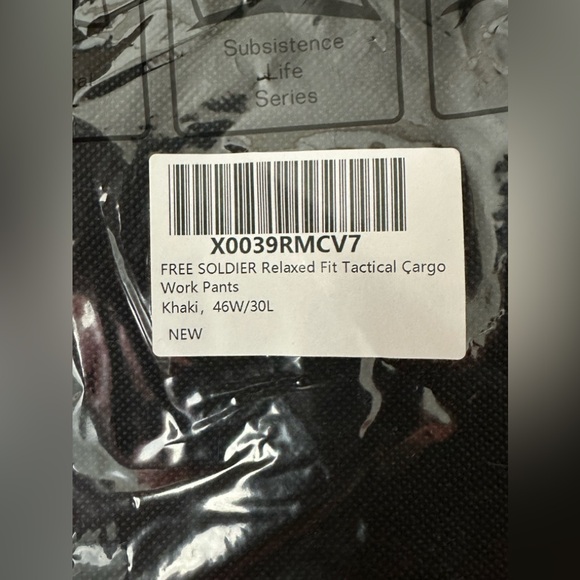 Subsistence
Life
Series
X0039RMCV7
FREE SOLDIER Relaxed Fit Tactical Çargo
Work Pants
Khaki, 46W/30L
NEW